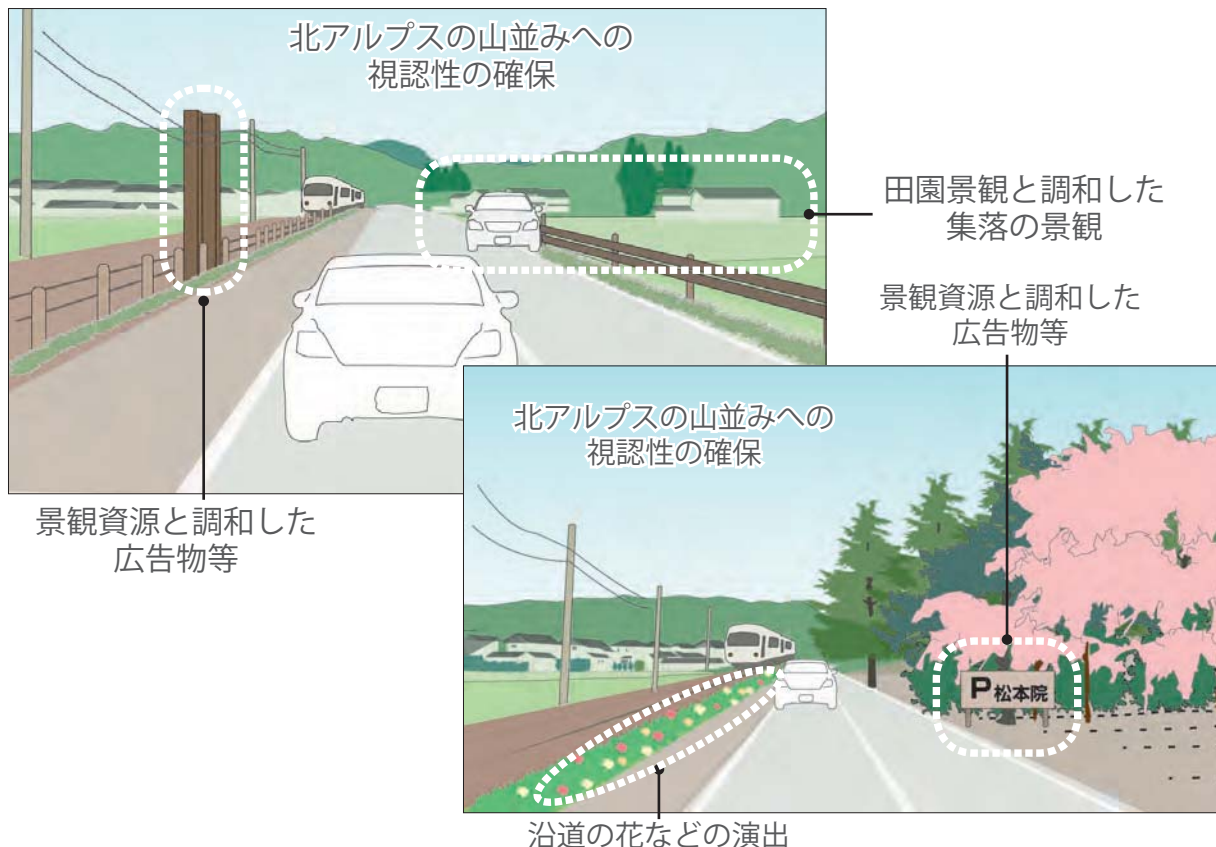 北アルプスの山並みへの
視認性の確保
田園景観と調和した
集落の景観
景観資源と調和した
広告物等
北アルプスの山並みへの
視認性の確保
景観資源と調和した
広告物等
P松本院
沿道の花などの演出